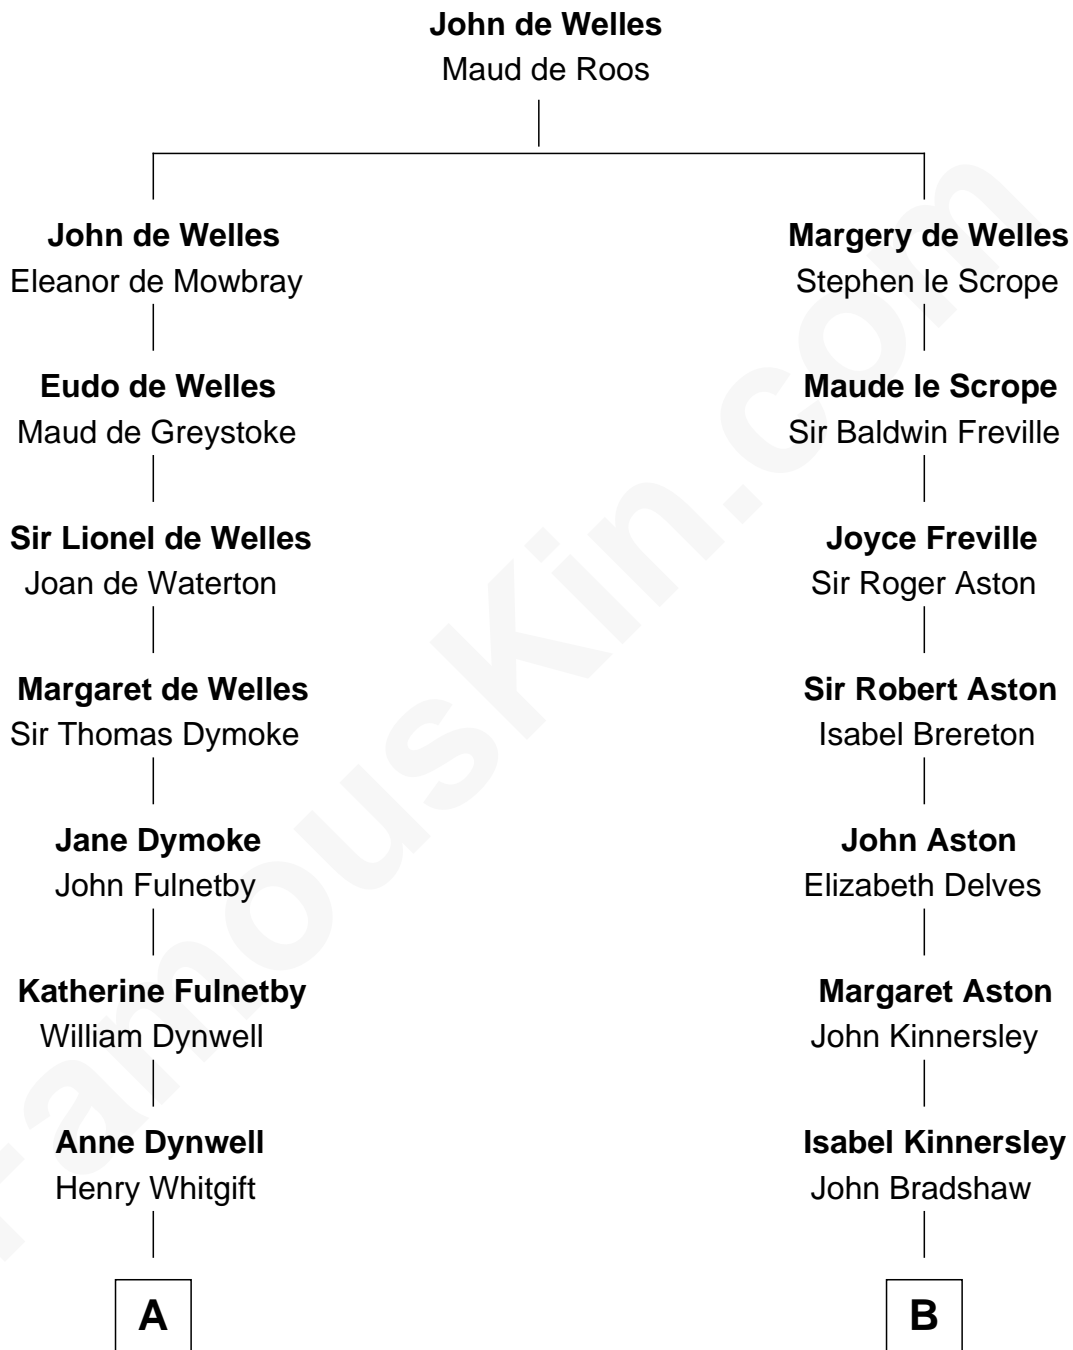 John de Welles
Maud de Roos
John de Welles
Eleanor de Mowbray
Eudo de Welles
Maud de Greystoke
Sir Lionel de Welles
Joan de Waterton
Margaret de Welles
Sir Thomas Dymoke
Jane Dymoke
John Fulnetby
Katherine Fulnetby
William Dynwell
Anne Dynwell
Henry Whitgift
A
Margery de Welles
Stephen le Scrope
Maude le Scrope
Sir Baldwin Freville
Joyce Freville
Sir Roger Aston
Sir Robert Aston
Isabel Brereton
John Aston
Elizabeth Delves
Margaret Aston
John Kinnersley
Isabel Kinnersley
John Bradshaw
B
FamousKin.com